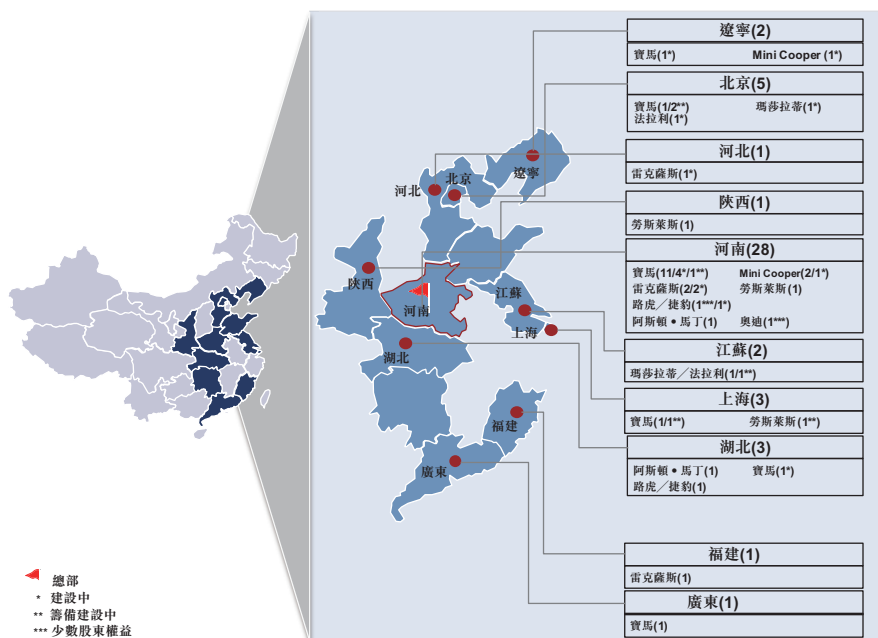 遼寧(2)
寶馬(1*) Mini Cooper (1*)
北京(5)
寶馬(1/2**) 瑪莎拉蒂(1*)
法拉利(1*)
河北(1)
雷克薩斯(1*)
陝西(1)
勞斯萊斯(1)
河南(28)
寶馬(11/4*/1**) Mini Cooper(2/1*)
雷克薩斯(2/2*) 勞斯萊斯(1)
路虎/捷豹(1***/1*)
阿斯頓•馬丁(1) 奧迪(1***)
江蘇(2)
瑪莎拉蒂／法拉利(1/1**)
上海(3)
寶馬(1/1**) 勞斯萊斯(1**)
湖北(3)
阿斯頓•馬丁(1) 寶馬(1*)
路虎／捷豹(1)
福建(1)
雷克薩斯(1)
廣東(1)
寶馬(1)
遼寧
北京
河北
陝西
江蘇
河南
上海
湖北
福建
廣東
總部
* 建設中
** 籌備建設中
*** 少數股東權益